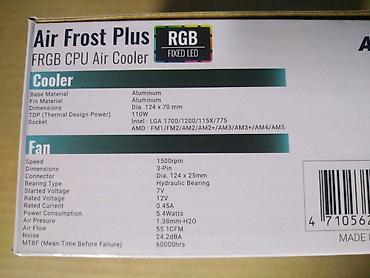 Air Frost Plus
RGB
FIXED LED
FRGB CPU Air Cooler
A
Cooler
Base Material Aluminum
Fin Material Aluminum
Dimensions Dia. 124 x 70 mm
TDP (Thermal Design Power) 110W
Socket Intel : LGA 1700/1200/115X/775
AMD : FM1/FM2/AM2/AM2+/AM3/AM3+/AM4/AM5
Fan
Speed 1500rpm
Dimensions 3-Pin
Connector Dia. 124 x 25mm
Bearing Type Hydraulic Bearing
Started Voltage 7V
Rated Voltage 12V
Rated Current 0.45A
Power Consumption 5.4Watts
Air Presure 1.38mm-H2O
Air Flow 55.1CFM
Noise 24.2dBA
MTBF (Mean Time Before Failure) 60000hrs
4 710562
MADE